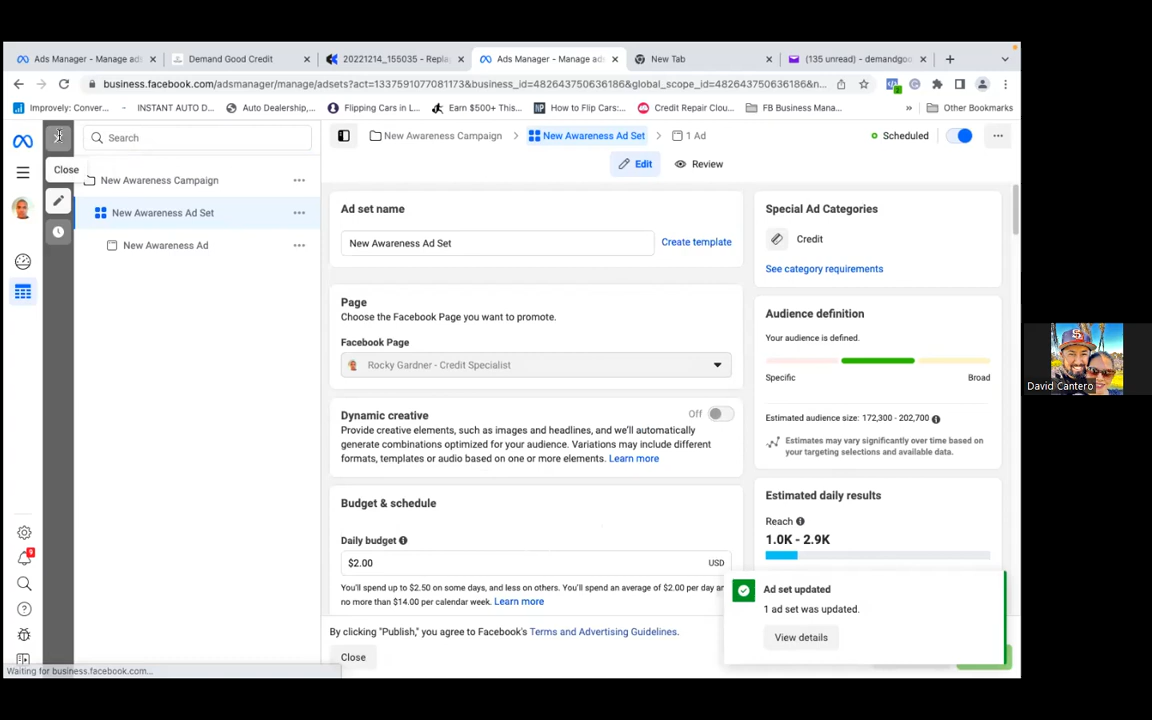 Ads Manager - Manage ad
Demand Good Credit
20221214_155035 - Repla
Ads Manager - Manage ad
New Tab
(135 unread) - demandgoo
business.facebook.com/adsmanager/manage/adsets?act=1337591077081173&business_id=482643750636186&global_scope_id=482643750636186&n...
Improvely: Conver...
INSTANT AUTO D...
Auto Dealership,...
Flipping Cars in L...
Earn $500+ This...
How to Flip Cars:...
Credit Repair Clou...
FB Business Mana...
Other Bookmarks
Search
Close
New Awareness Campaign
New Awareness Ad Set
New Awareness Ad
New Awareness Campaign
New Awareness Ad Set
1 Ad
Scheduled
Edit
Review
Ad set name
New Awareness Ad Set
Create template
Page
Choose the Facebook Page you want to promote.
Facebook Page
Rocky Gardner - Credit Specialist
Dynamic creative
Off
Provide creative elements, such as images and headlines, and we'll automatically
generate combinations optimized for your audience. Variations may include different
formats, templates or audio based on one or more elements. Learn more
Budget & schedule
Daily budget
$2.00
USD
You'll spend up to $2.50 on some days, and less on others. You'll spend an average of $2.00 per day an
no more than $14.00 per calendar week. Learn more
By clicking "Publish," you agree to Facebook's Terms and Advertising Guidelines.
Close
Special Ad Categories
Credit
See category requirements
Audience definition
Your audience is defined.
Specific
Broad
Estimated audience size: 172,300 - 202,700
Estimates may vary significantly over time based on
your targeting selections and available data.
Estimated daily results
Reach
1.0K - 2.9K
Ad set updated
1 ad set was updated.
View details
9
Waiting for business.facebook.com...
David Cantero